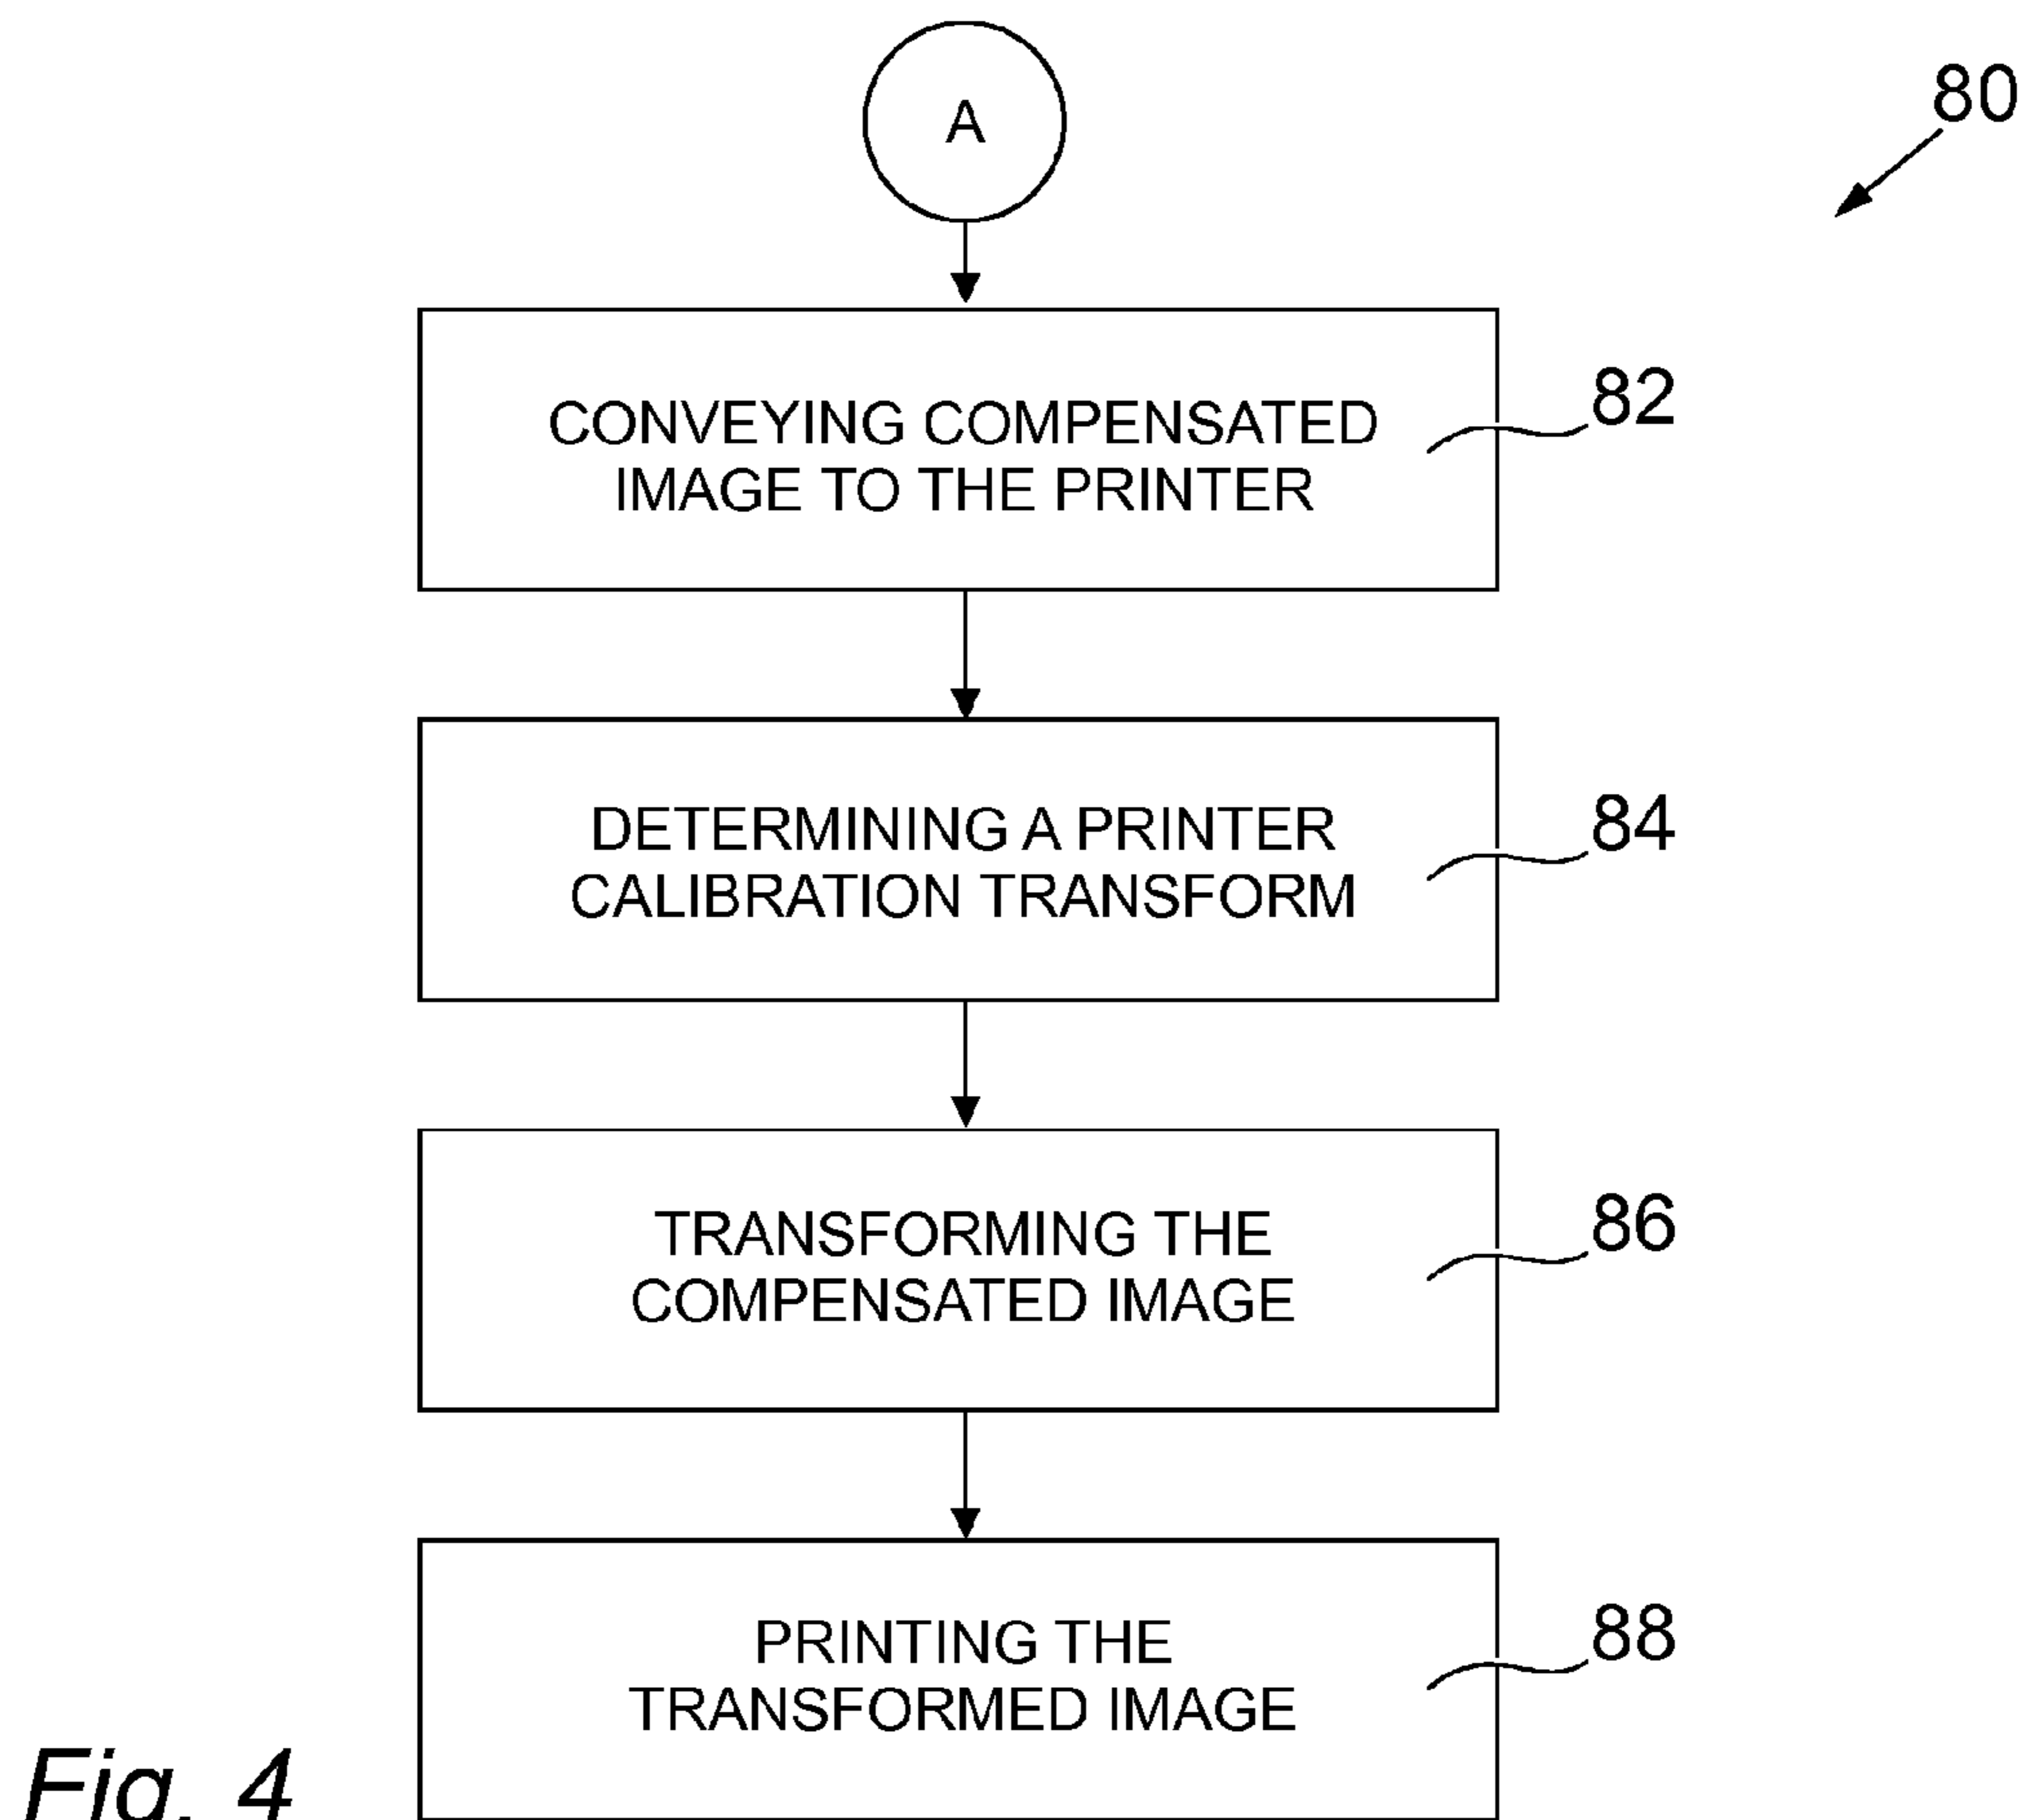 A
80
CONVEYING COMPENSATED
IMAGE TO THE PRINTER
82
DETERMINING A PRINTER
CALIBRATION TRANSFORM
84
TRANSFORMING THE
COMPENSATED IMAGE
86
PRINTING THE
TRANSFORMED IMAGE
88
Fig. 4